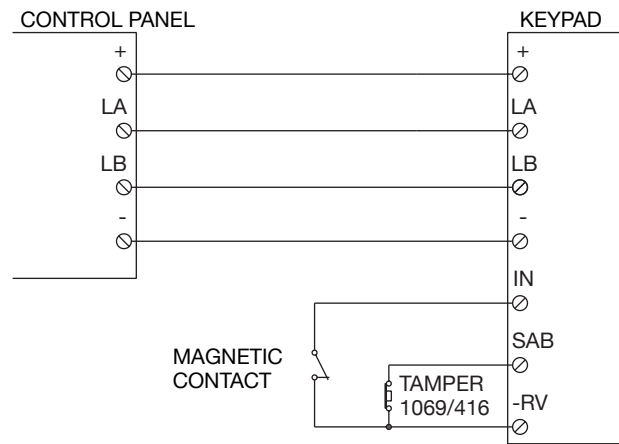 CONTROL PANEL
KEYPAD
+
+
LA
LA
LB
LB
-
-
IN
SAB
MAGNETIC
CONTACT
TAMPER
1069/416
-RV